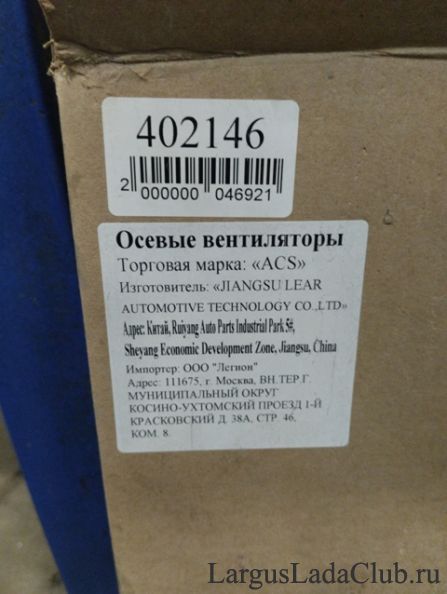 402146
2 000000 046921
Осевые вентиляторы
Торговая марка: «ACS»
Изготовитель: «JIANGSU LEAR
AUTOMOTIVE TECHNOLOGY CO.,LTD»
Адрес: Китай, Ruiyang Auto Parts Industrial Park 5#,
Sheyang Economic Development Zone, Jiangsu, China
Импортер: ООО "Легион"
Адрес: 111675, г. Москва, ВН.ТЕР.Г.
МУНИЦИПАЛЬНЫЙ ОКРУГ
КОСИНО-УХТОМСКИЙ ПРОЕЗД 1-Й
КРАСКОВСКИЙ Д. 38А, СТР. 46,
КОМ. 8.
LargusLadaClub.ru